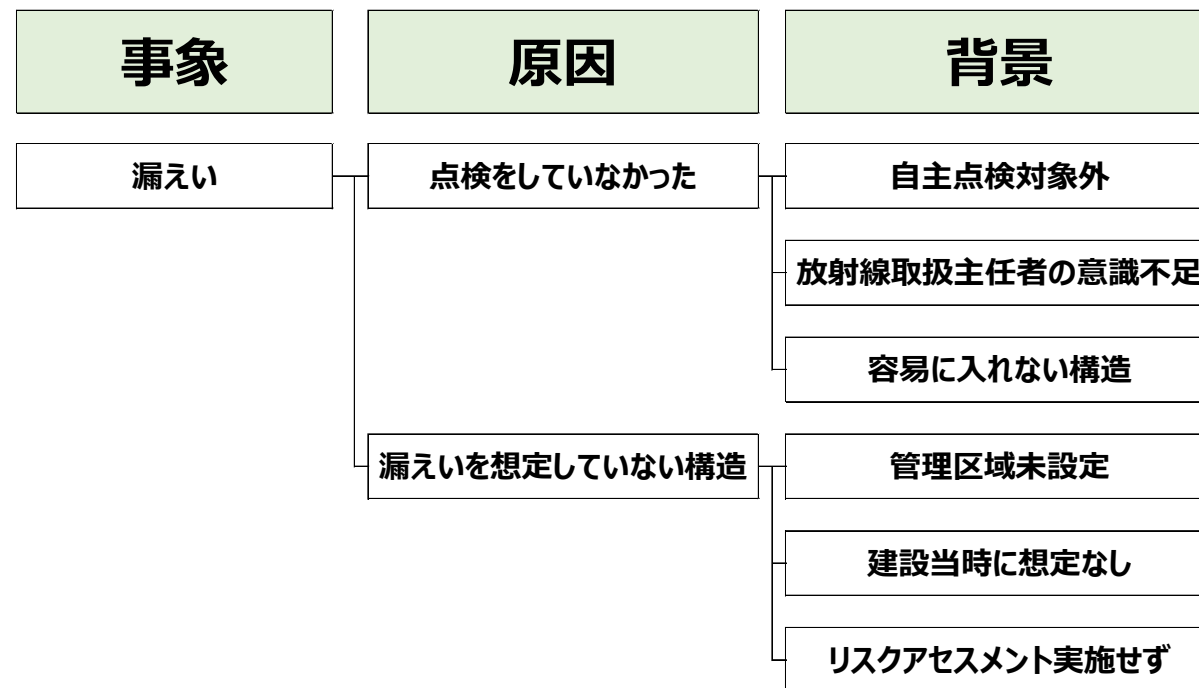 事象
原因
背景
漏えい
点検をしていなかった
自主点検対象外
放射線取扱主任者の意識不足
容易に入れない構造
漏えいを想定していない構造
管理区域未設定
建設当時に想定なし
リスクアセスメント実施せず